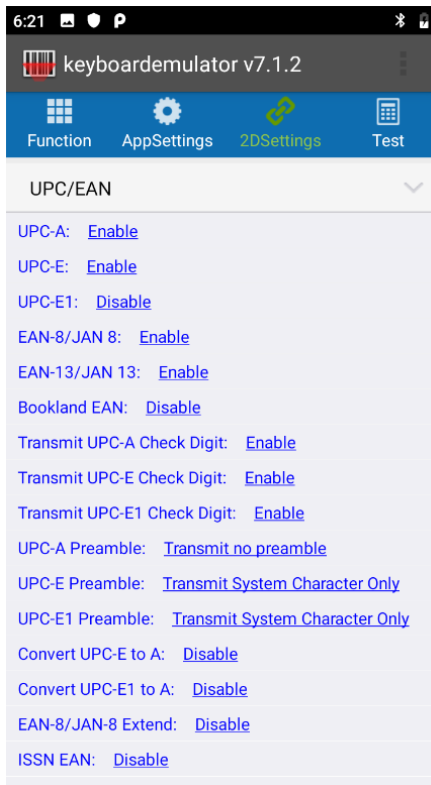 6:21
keyboardemulator v7.1.2
Function AppSettings 2DSettings Test
UPC/EAN
UPC-A: Enable
UPC-E: Enable
UPC-E1: Disable
EAN-8/JAN 8: Enable
EAN-13/JAN 13: Enable
Bookland EAN: Disable
Transmit UPC-A Check Digit: Enable
Transmit UPC-E Check Digit: Enable
Transmit UPC-E1 Check Digit: Enable
UPC-A Preamble: Transmit no preamble
UPC-E Preamble: Transmit System Character Only
UPC-E1 Preamble: Transmit System Character Only
Convert UPC-E to A: Disable
Convert UPC-E1 to A: Disable
EAN-8/JAN-8 Extend: Disable
ISSN EAN: Disable